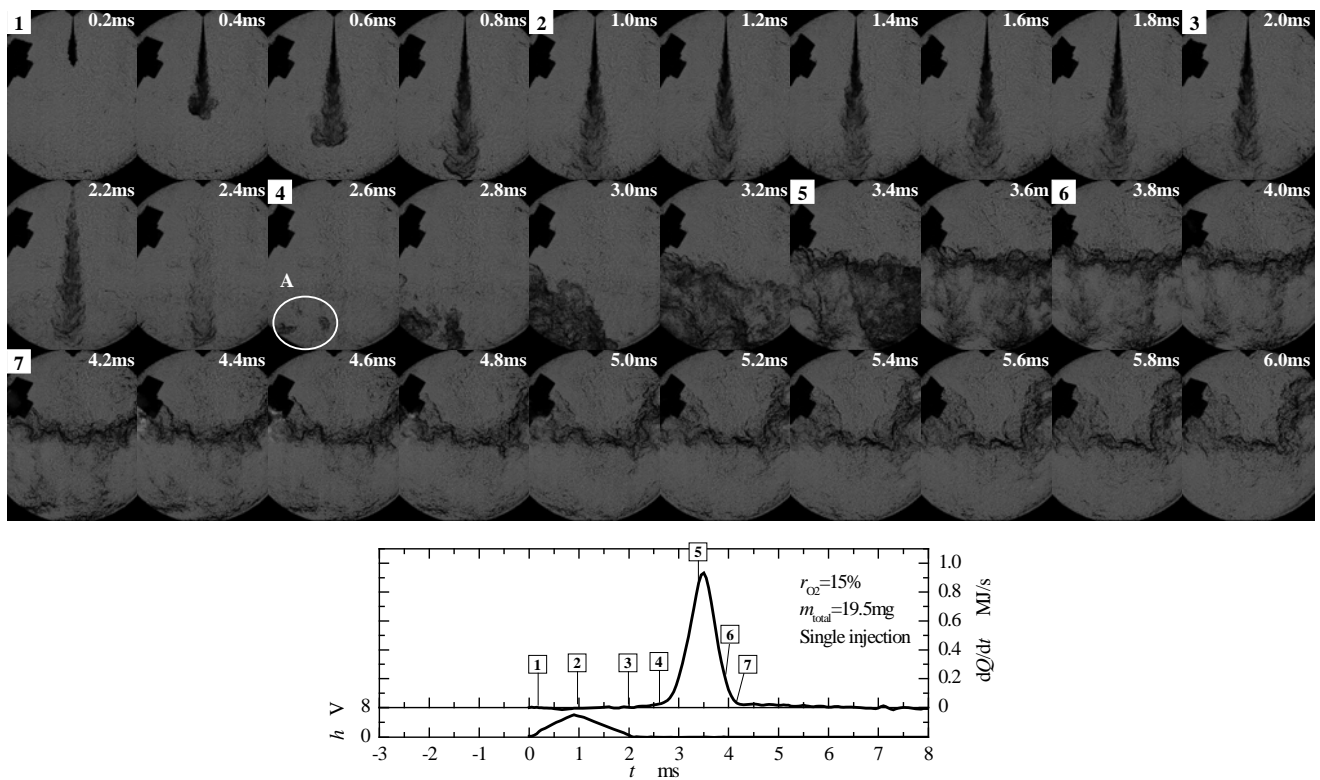 1 0.2ms 0.4ms 0.6ms 0.8ms 2 1.0ms 1.2ms 1.4ms 1.6ms 1.8ms 3 2.0ms
2.2ms 2.4ms 4 2.6ms 2.8ms 3.0ms 3.2ms 5 3.4ms 3.6m 6 3.8ms 4.0ms
A
7 4.2ms 4.4ms 4.6ms 4.8ms 5.0ms 5.2ms 5.4ms 5.6ms 5.8ms 6.0ms
5
1.0
0.8
0.6
0.4
0.2
0
dQ/dt MJ/s
rO2=15%
mtotal=19.5mg
Single injection
1 2 3 4 6 7
8
0
h V
-3 -2 -1 0 1 2 3 4 5 6 7 8
t ms